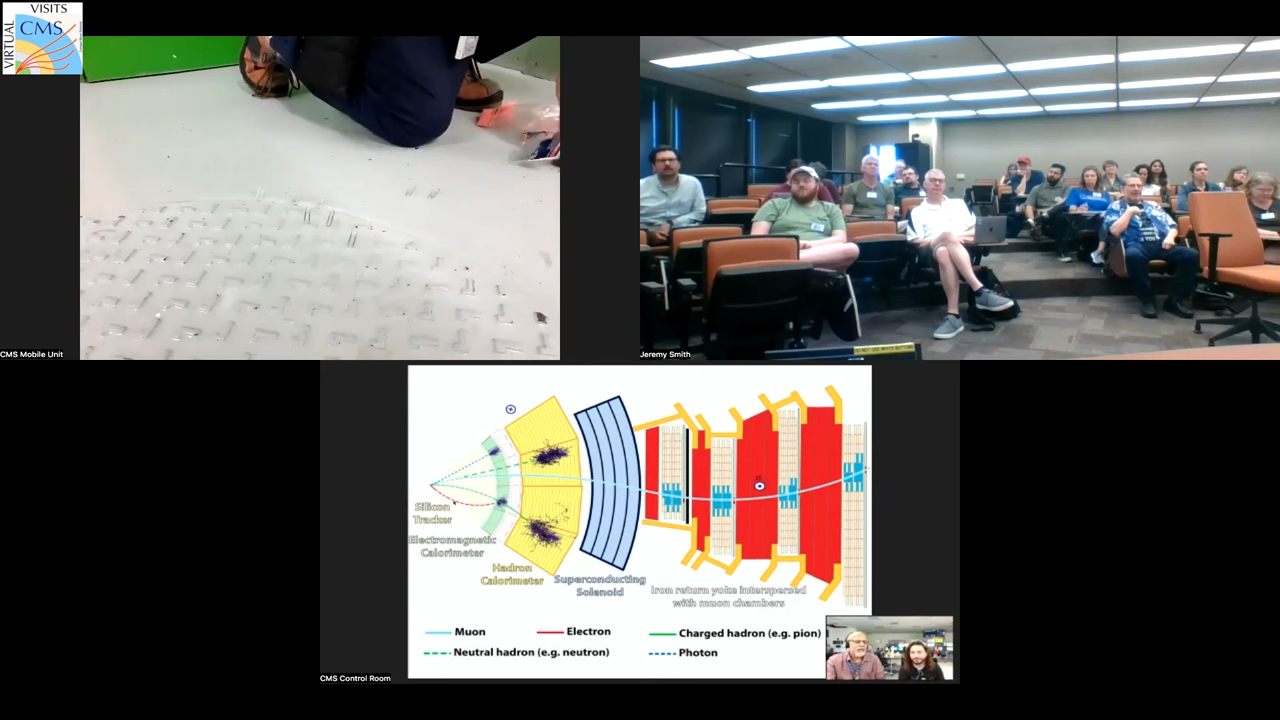 VISITS
VIRTUAL
CMS
CMS Mobile Unit
Jeremy Smith
Silicon
Tracker
Electromagnetic
Calorimeter
Hadron
Calorimeter
Superconducting
Solenoid
Iron return yoke interspersed
with muon chambers
Muon
Electron
Charged hadron (e.g. pion)
Neutral hadron (e.g. neutron)
Photon
CMS Control Room